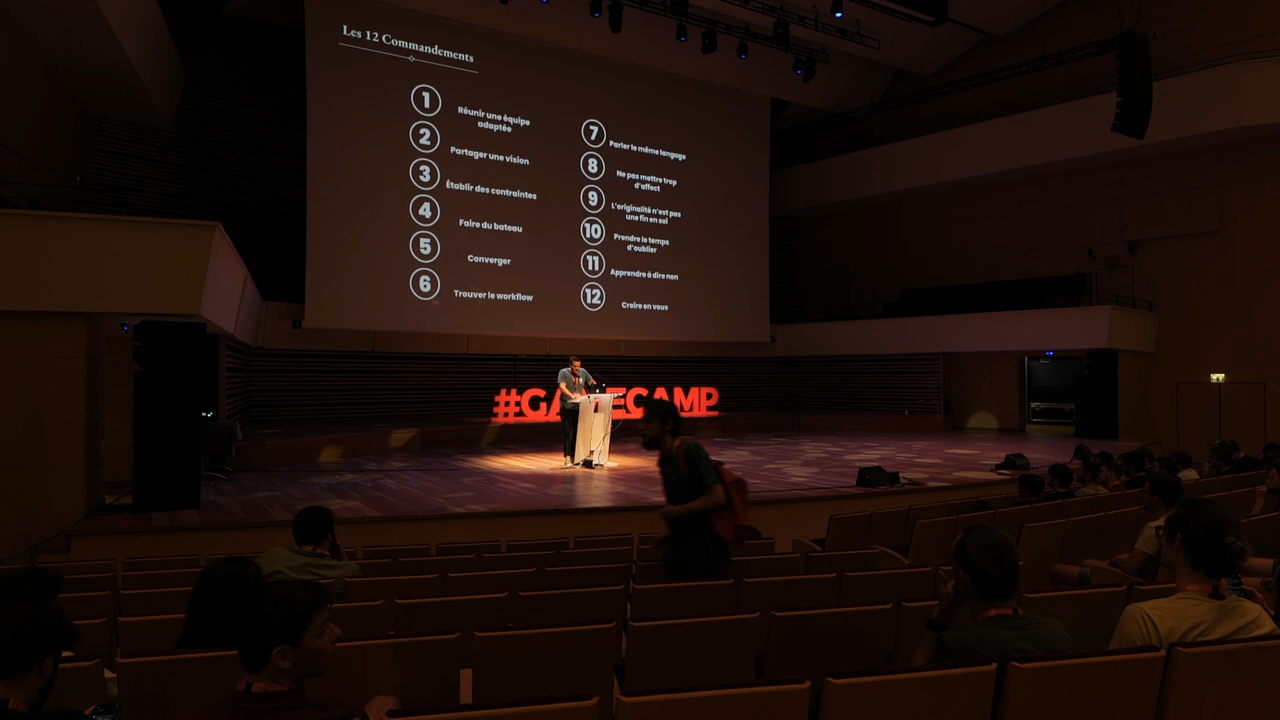 Les 12 Commandements
1
Réunir une équipe
adaptée
2
Partager une vision
3
Établir des contraintes
4
Faire du bateau
5
Converger
6
Trouver le workflow
7
Parler le même langage
8
Ne pas mettre trop
d'affect
9
L'originalité n'est pas
une fin en soi
10
Prendre le temps
d'oublier
11
Apprendre à dire non
12
Croire en vous
#GA ECAMP